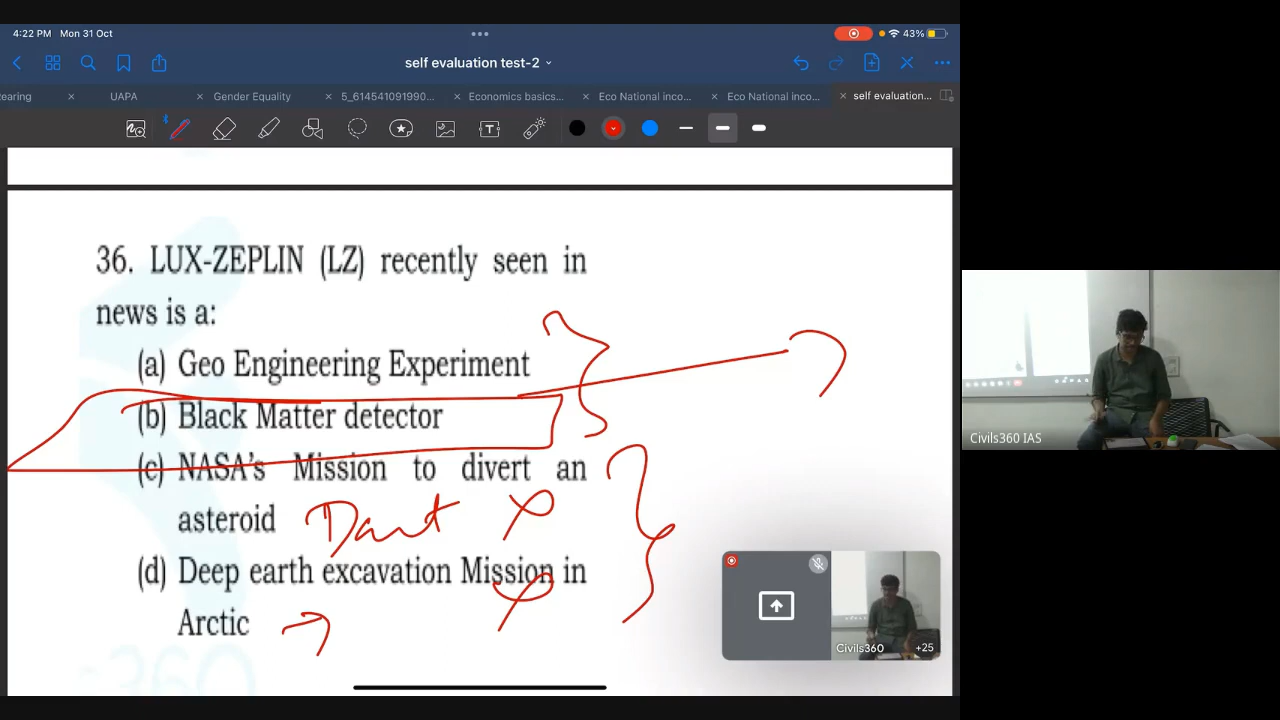 4:22 PM Mon 31 Oct
43%
self evaluation test-2
tearing
UAPA
Gender Equality
5_614541091990...
Economics basics...
Eco National inco...
Eco National inco...
self evaluation...
36. LUX-ZEPLIN (LZ) recently seen in
news is a:
(a) Geo Engineering Experiment
(b) Black Matter detector
(c) NASA's Mission to divert an
asteroid Dart
(d) Deep earth excavation Mission in
Arctic
Civils360 IAS
Civils360
+25
360